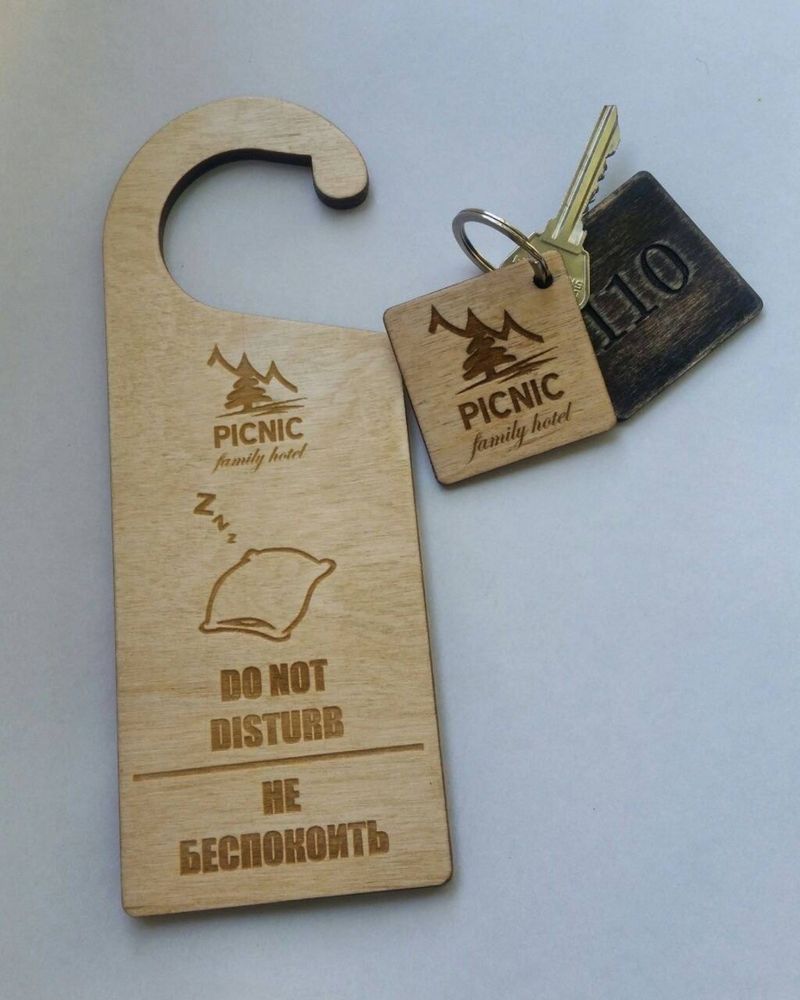 PICNIC
family hotel
Z
Z
Z
DO NOT
DISTURB
НЕ
БЕСПОКОИТЬ
PICNIC
family hotel
110